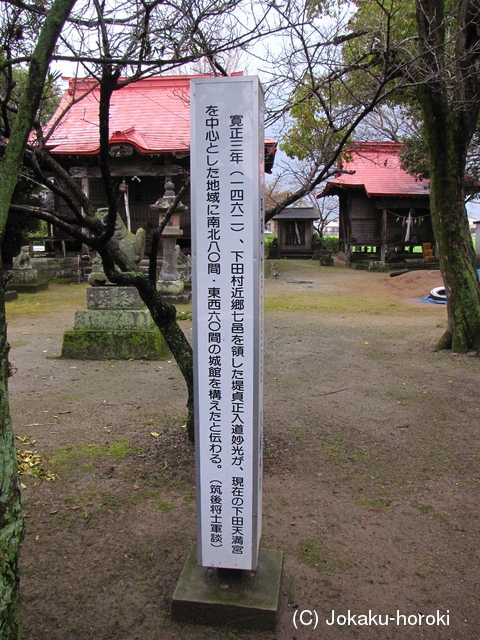 寛正三年（一四六二）、下田村近郷七邑を領した堤貞正入道妙光が、現在の下田天満宮
を中心とした地域に南北八〇間・東西六〇間の城館を構えたと伝わる。（筑後将士軍談）
(C) Jokaku-horoki